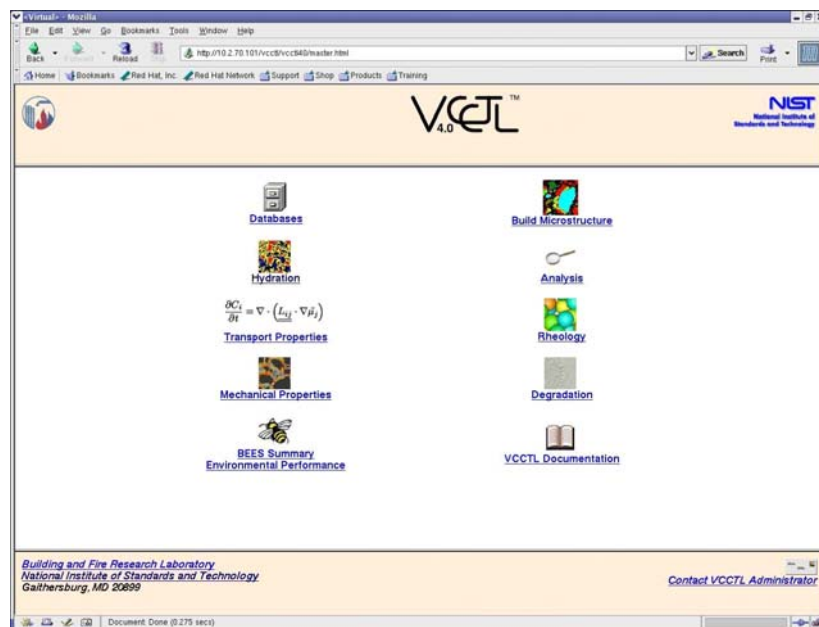 <Virtual> - Mozilla
File Edit View Go Bookmarks Tools Window Help
Back Reload http://10.2.70.101/vcctl/vcctl40/master.html Search Print
Home Bookmarks Red Hat, Inc. Red Hat Network Support Shop Products Training
VCCTL™
4.0
NIST
National Institute of
Standards and Technology
Databases
Build Microstructure
Hydration
Analysis
∂Cᵢ/∂t = ∇ · (Lᵢⱼ · ∇μ̃ⱼ)
Transport Properties
Rheology
Mechanical Properties
Degradation
BEES Summary
Environmental Performance
VCCTL Documentation
Building and Fire Research Laboratory
National Institute of Standards and Technology
Gaithersburg, MD 20899
Contact VCCTL Administrator
Document: Done (0.275 secs)